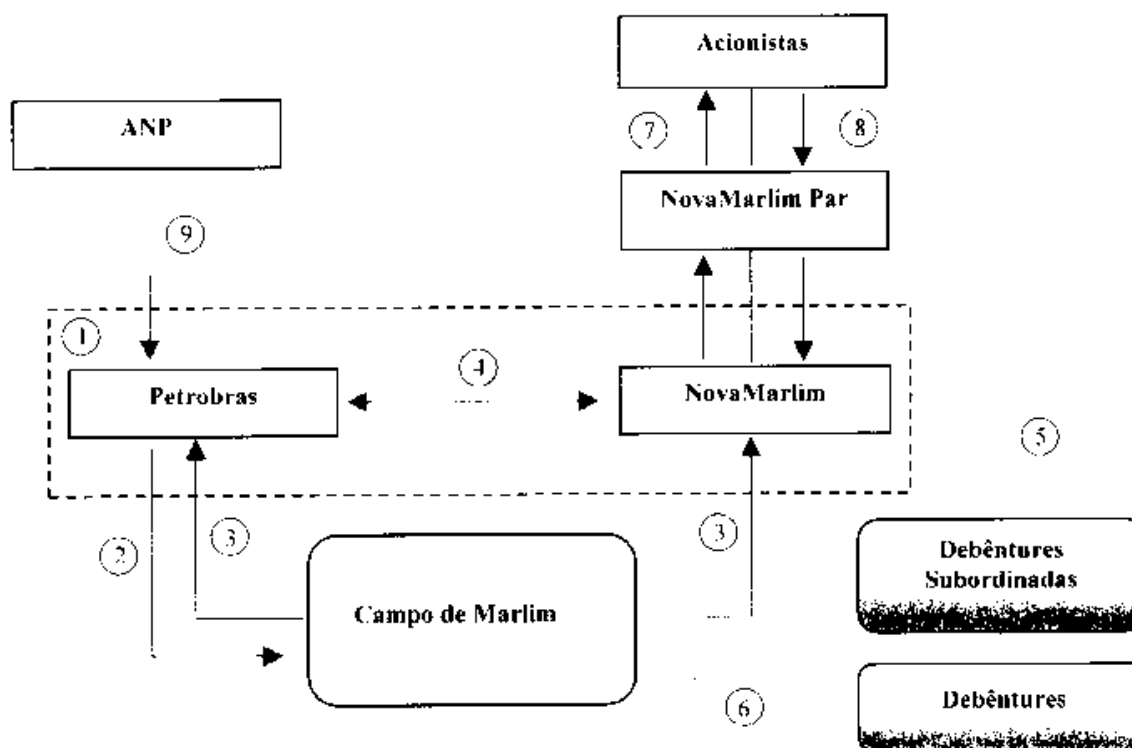 Acionistas
ANP
7
8
NovaMarlim Par
9
1
Petrobras
4
NovaMarlim
5
2
3
3
Campo de Marlim
Debêntures
Subordinadas
6
Debêntures